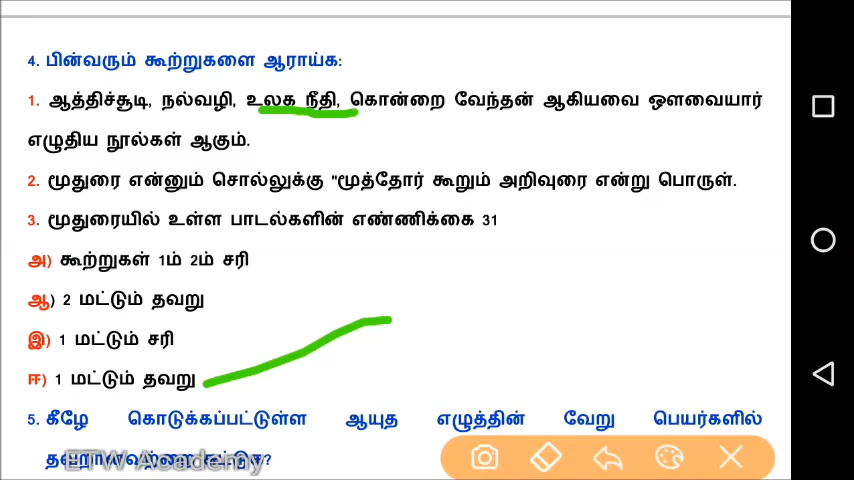 4. பின்வரும் கூற்றுகளை ஆராய்க:
1. ஆத்திச்சூடி, நல்வழி, உலக நீதி, கொன்றை வேந்தன் ஆகியவை ஔவையார்
எழுதிய நூல்கள் ஆகும்.
2. மூதுரை என்னும் சொல்லுக்கு "மூத்தோர் கூறும் அறிவுரை என்று பொருள்.
3. மூதுரையில் உள்ள பாடல்களின் எண்ணிக்கை 31
அ) கூற்றுகள் 1ம் 2ம் சரி
ஆ) 2 மட்டும் தவறு
இ) 1 மட்டும் சரி
ஈ) 1 மட்டும் தவறு
5. கீழே கொடுக்கப்பட்டுள்ள ஆயுத எழுத்தின் வேறு பெயர்களில்
ETW Academy